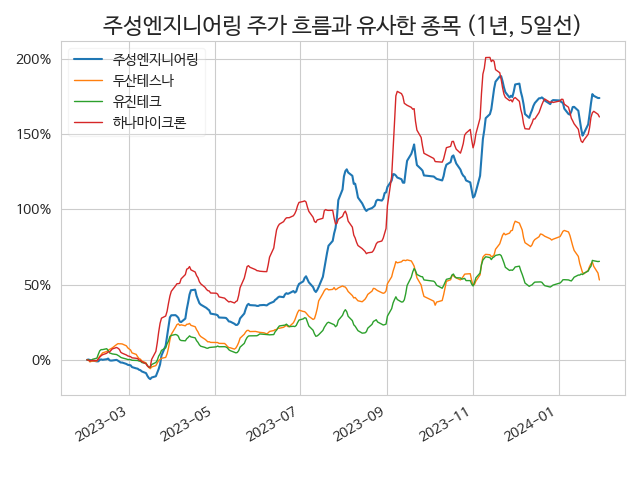 주성엔지니어링 주가 흐름과 유사한 종목 (1년, 5일선)
주성엔지니어링
두산테스나
유진테크
하나마이크론
200%
150%
100%
50%
0%
2023-03
2023-05
2023-07
2023-09
2023-11
2024-01